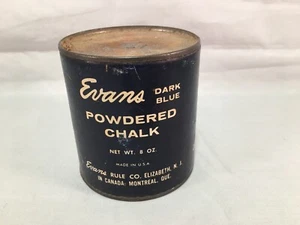 Evans DARK
BLUE
POWDERED
CHALK
NET WT. 8 OZ.
MADE IN U.S.A.
Evans RULE CO. ELIZABETH, N. J.
IN CANADA: MONTREAL, QUE.